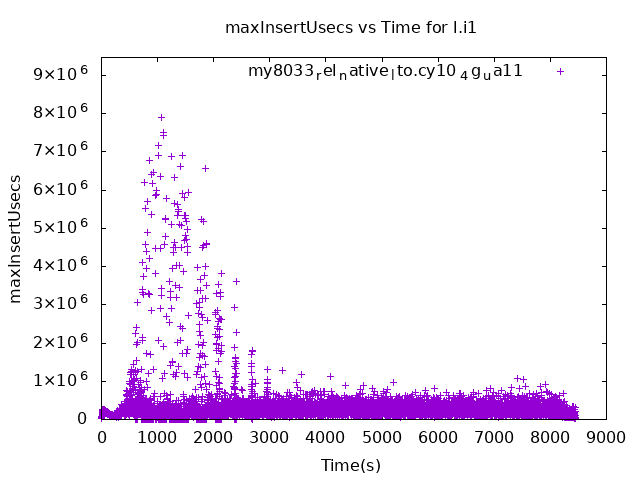 maxInsertUsecs vs Time for l.i1
my8033relnativelto.cy104gua11
9×10^6
8×10^6
7×10^6
6×10^6
5×10^6
4×10^6
3×10^6
2×10^6
1×10^6
0
maxInsertUsecs
0 1000 2000 3000 4000 5000 6000 7000 8000 9000
Time(s)